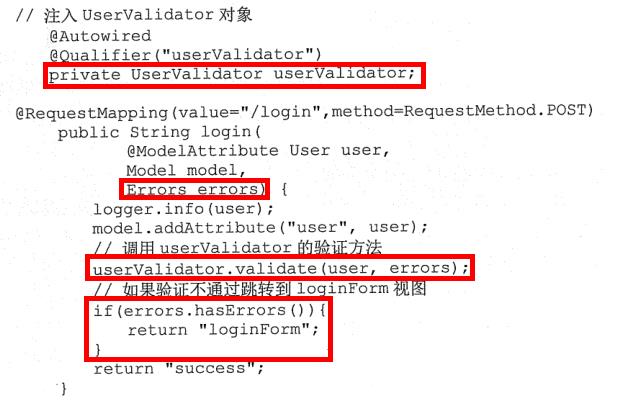 // 注入 UserValidator 对象
@Autowired
@Qualifier("userValidator")
private UserValidator userValidator;
@RequestMapping(value="/login",method=RequestMethod.POST)
public String login(
@ModelAttribute User user,
Model model,
Errors errors) {
logger.info(user);
model.addAttribute("user", user);
// 调用 userValidator 的验证方法
userValidator.validate(user, errors);
// 如果验证不通过跳转到 loginForm 视图
if(errors.hasErrors()){
return "loginForm";
}
return "success";
}